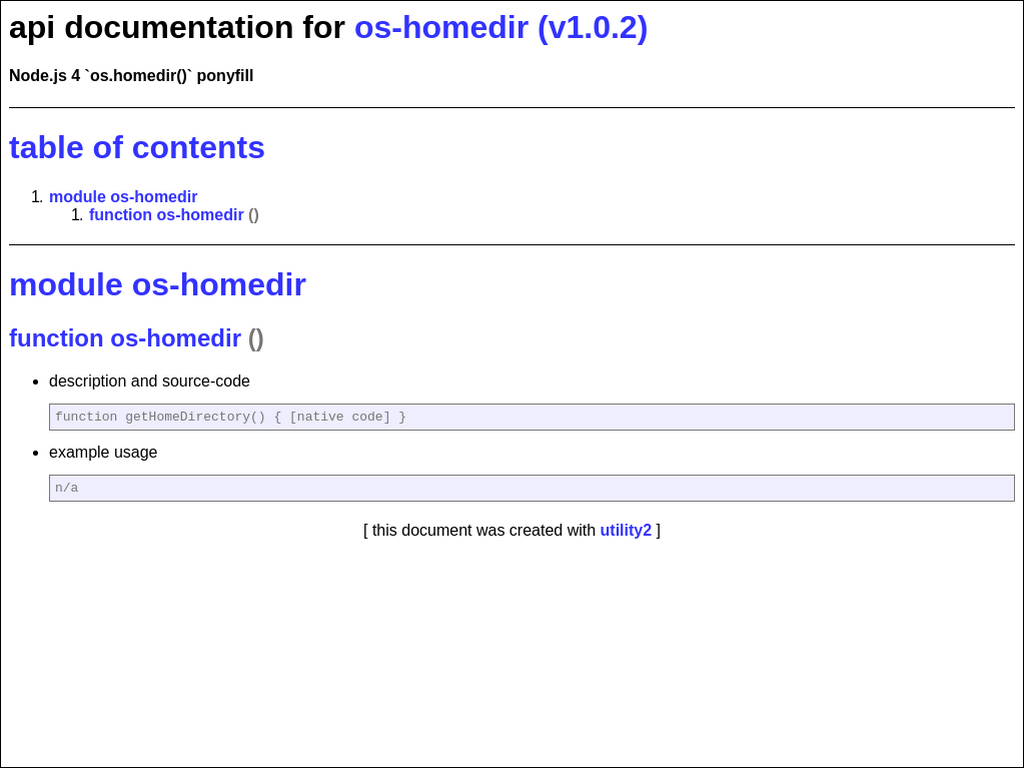 api documentation for os-homedir (v1.0.2)
Node.js 4 `os.homedir()` ponyfill
table of contents
1. module os-homedir
1. function os-homedir ()
module os-homedir
function os-homedir ()
• description and source-code
function getHomeDirectory() { [native code] }
• example usage
n/a
[ this document was created with utility2 ]